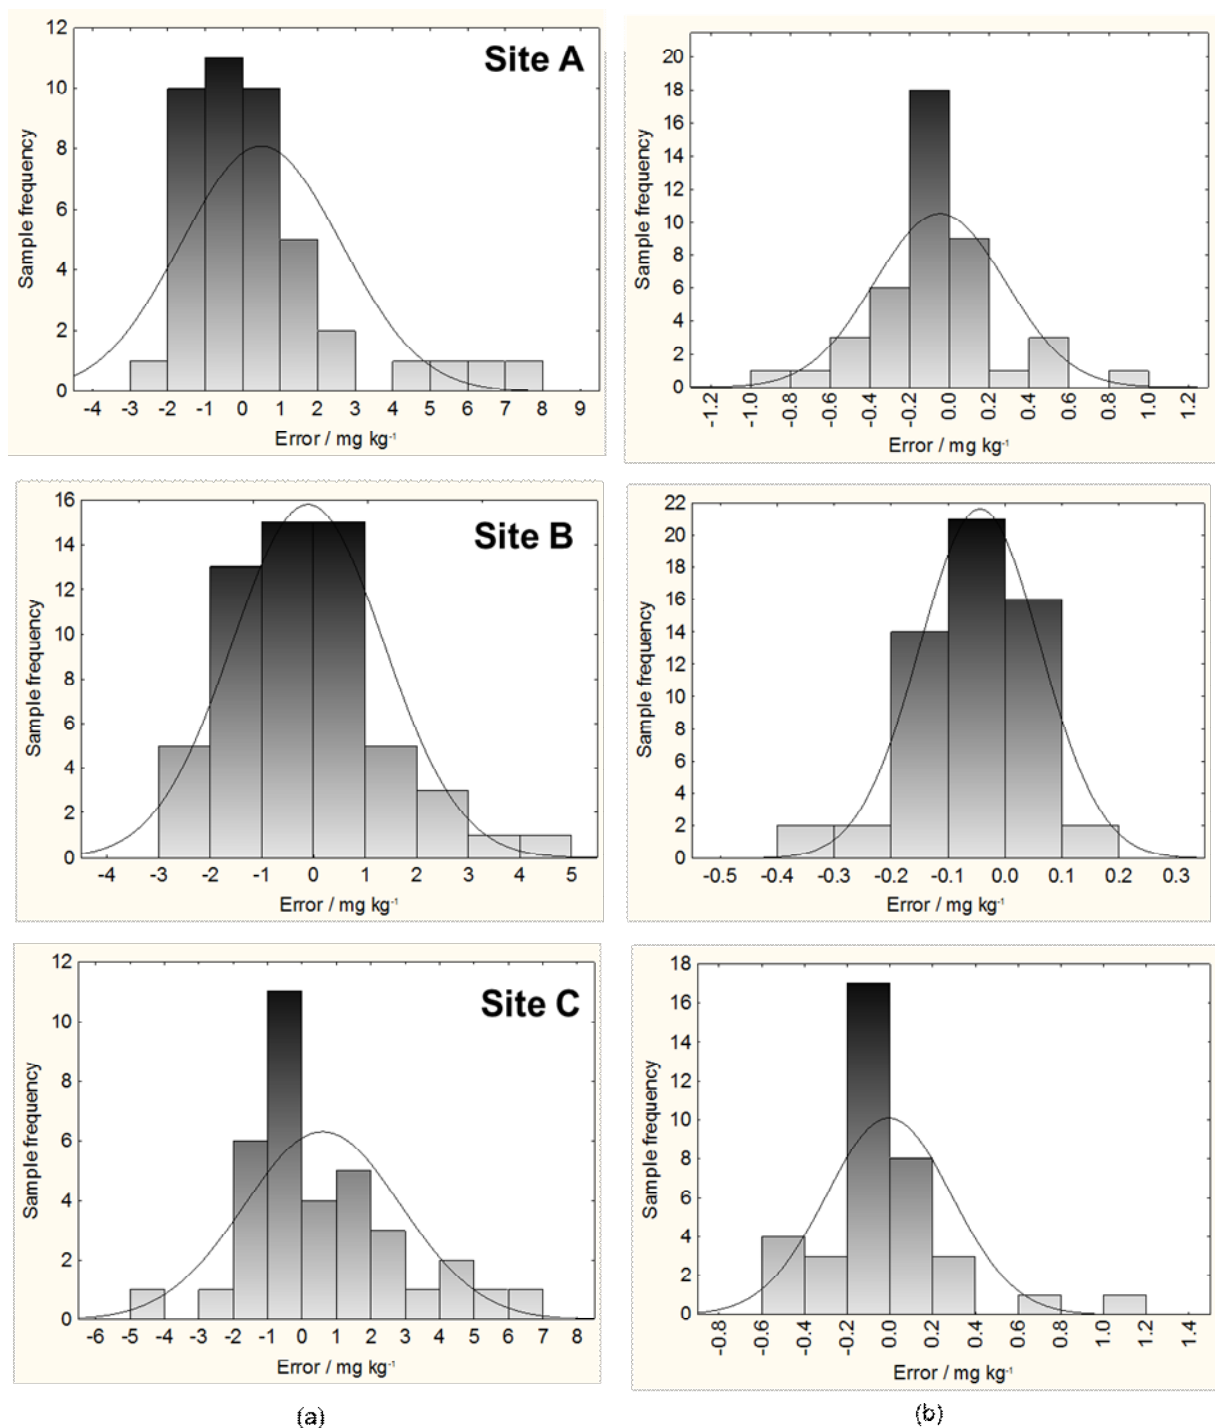 Site A
Sample frequency
12
10
8
6
4
2
0
-4 -3 -2 -1 0 1 2 3 4 5 6 7 8 9
Error / mg kg⁻¹
Sample frequency
20
18
16
14
12
10
8
6
4
2
0
-1.2 -1.0 -0.8 -0.6 -0.4 -0.2 0.0 0.2 0.4 0.6 0.8 1.0 1.2
Error / mg kg⁻¹
Site B
Sample frequency
16
14
12
10
8
6
4
2
0
-4 -3 -2 -1 0 1 2 3 4 5
Error / mg kg⁻¹
Sample frequency
22
20
18
16
14
12
10
8
6
4
2
0
-0.5 -0.4 -0.3 -0.2 -0.1 0.0 0.1 0.2 0.3
Error / mg kg⁻¹
Site C
Sample frequency
12
10
8
6
4
2
0
-6 -5 -4 -3 -2 -1 0 1 2 3 4 5 6 7 8
Error / mg kg⁻¹
Sample frequency
18
16
14
12
10
8
6
4
2
0
-0.8 -0.6 -0.4 -0.2 0.0 0.2 0.4 0.6 0.8 1.0 1.2 1.4
Error / mg kg⁻¹
(a)
(b)